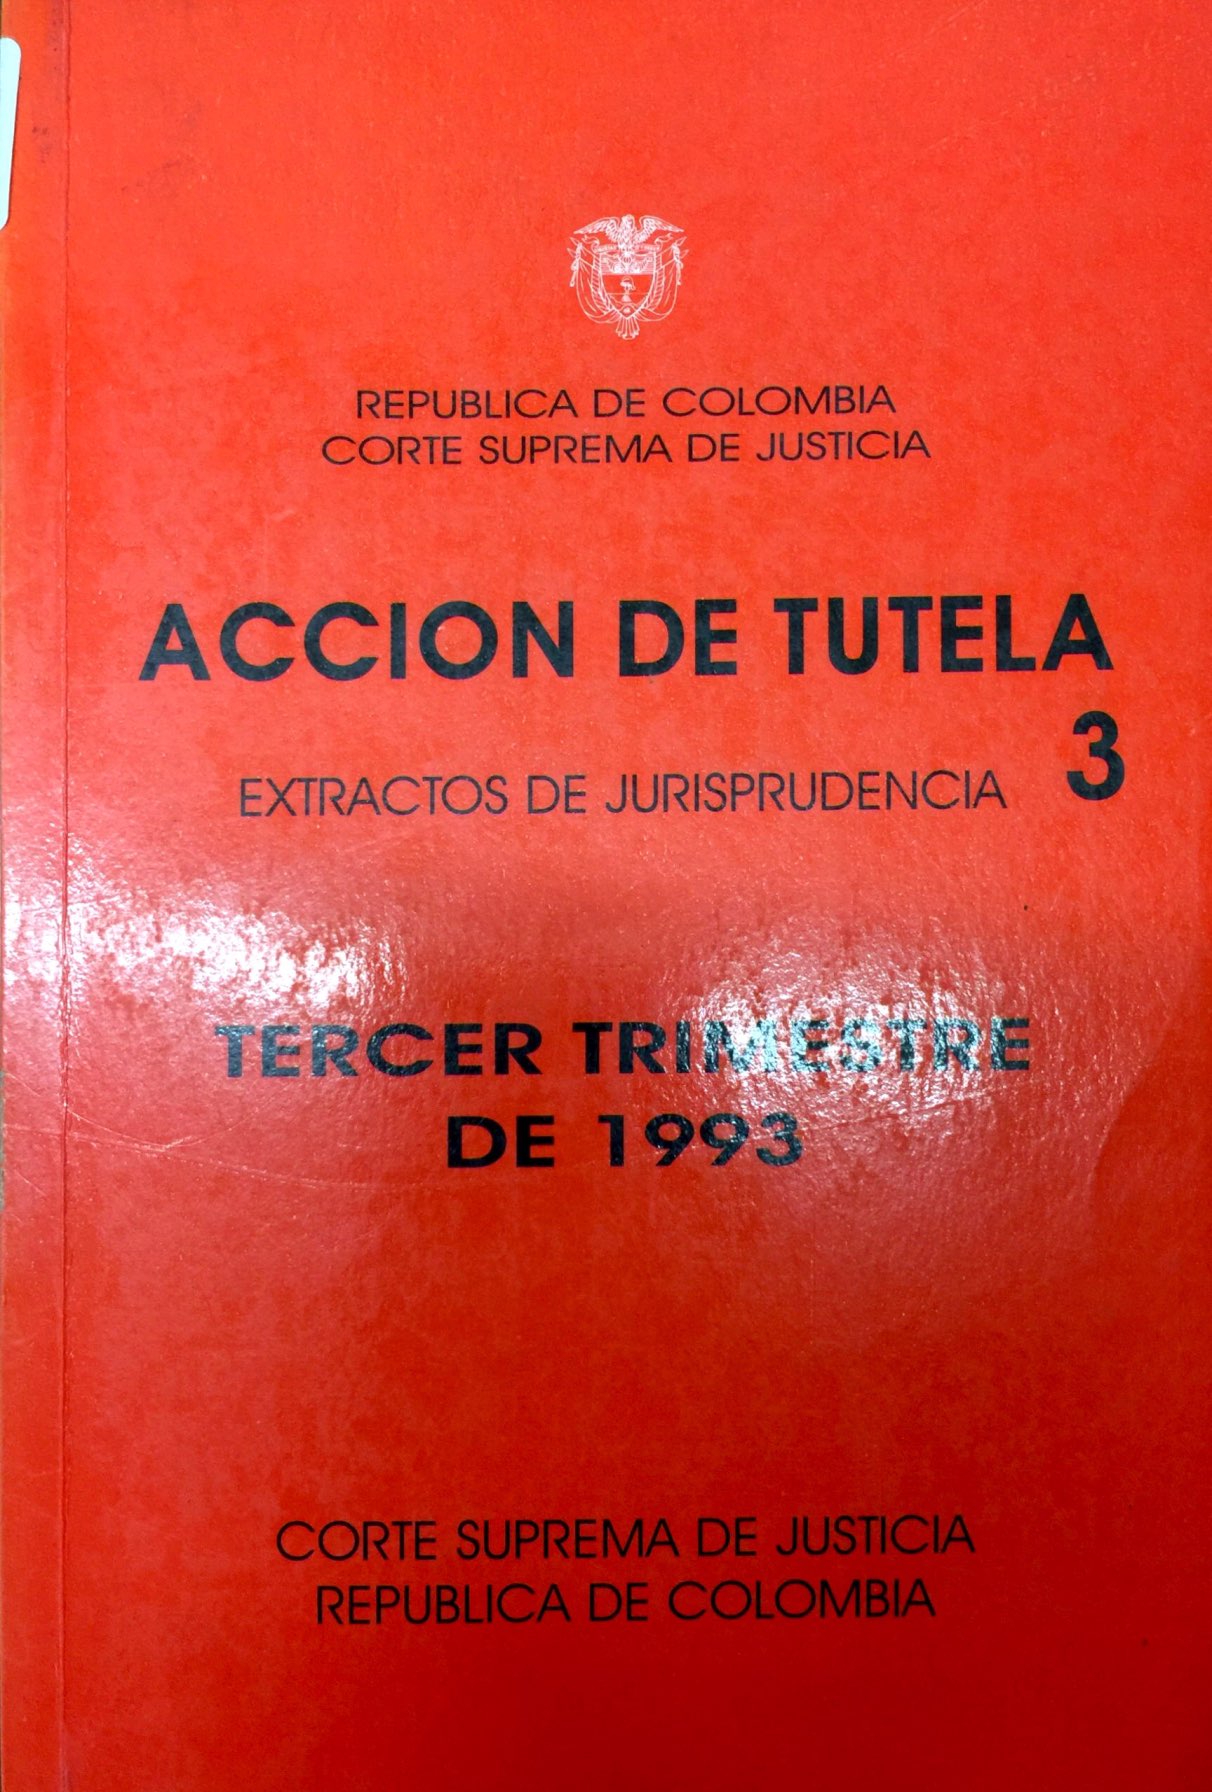 REPUBLICA DE COLOMBIA
CORTE SUPREMA DE JUSTICIA
ACCION DE TUTELA
3
EXTRACTOS DE JURISPRUDENCIA
TERCER TRIMESTRE
DE 1993
CORTE SUPREMA DE JUSTICIA
REPUBLICA DE COLOMBIA